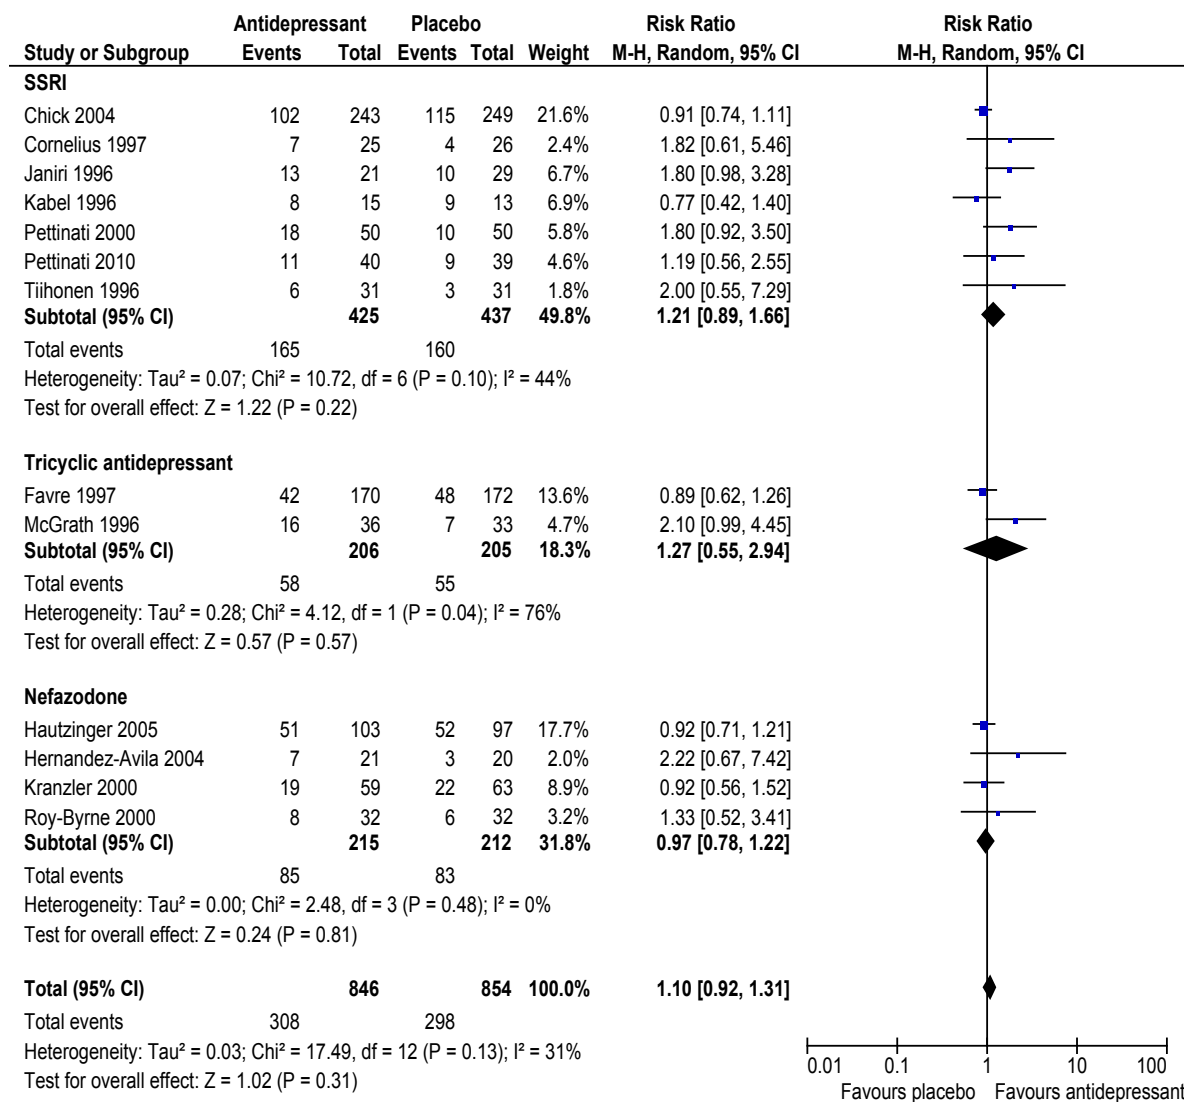 Antidepressant Placebo Risk Ratio Risk Ratio
Study or Subgroup Events Total Events Total Weight M-H, Random, 95% CI M-H, Random, 95% CI
SSRI
Chick 2004 102 243 115 249 21.6% 0.91 [0.74, 1.11]
Cornelius 1997 7 25 4 26 2.4% 1.82 [0.61, 5.46]
Janiri 1996 13 21 10 29 6.7% 1.80 [0.98, 3.28]
Kabel 1996 8 15 9 13 6.9% 0.77 [0.42, 1.40]
Pettinati 2000 18 50 10 50 5.8% 1.80 [0.92, 3.50]
Pettinati 2010 11 40 9 39 4.6% 1.19 [0.56, 2.55]
Tiihonen 1996 6 31 3 31 1.8% 2.00 [0.55, 7.29]
Subtotal (95% CI) 425 437 49.8% 1.21 [0.89, 1.66]
Total events 165 160
Heterogeneity: Tau² = 0.07; Chi² = 10.72, df = 6 (P = 0.10); I² = 44%
Test for overall effect: Z = 1.22 (P = 0.22)
Tricyclic antidepressant
Favre 1997 42 170 48 172 13.6% 0.89 [0.62, 1.26]
McGrath 1996 16 36 7 33 4.7% 2.10 [0.99, 4.45]
Subtotal (95% CI) 206 205 18.3% 1.27 [0.55, 2.94]
Total events 58 55
Heterogeneity: Tau² = 0.28; Chi² = 4.12, df = 1 (P = 0.04); I² = 76%
Test for overall effect: Z = 0.57 (P = 0.57)
Nefazodone
Hautzinger 2005 51 103 52 97 17.7% 0.92 [0.71, 1.21]
Hernandez-Avila 2004 7 21 3 20 2.0% 2.22 [0.67, 7.42]
Kranzler 2000 19 59 22 63 8.9% 0.92 [0.56, 1.52]
Roy-Byrne 2000 8 32 6 32 3.2% 1.33 [0.52, 3.41]
Subtotal (95% CI) 215 212 31.8% 0.97 [0.78, 1.22]
Total events 85 83
Heterogeneity: Tau² = 0.00; Chi² = 2.48, df = 3 (P = 0.48); I² = 0%
Test for overall effect: Z = 0.24 (P = 0.81)
Total (95% CI) 846 854 100.0% 1.10 [0.92, 1.31]
Total events 308 298
Heterogeneity: Tau² = 0.03; Chi² = 17.49, df = 12 (P = 0.13); I² = 31%
Test for overall effect: Z = 1.02 (P = 0.31)
0.01 0.1 1 10 100
Favours placebo Favours antidepressant